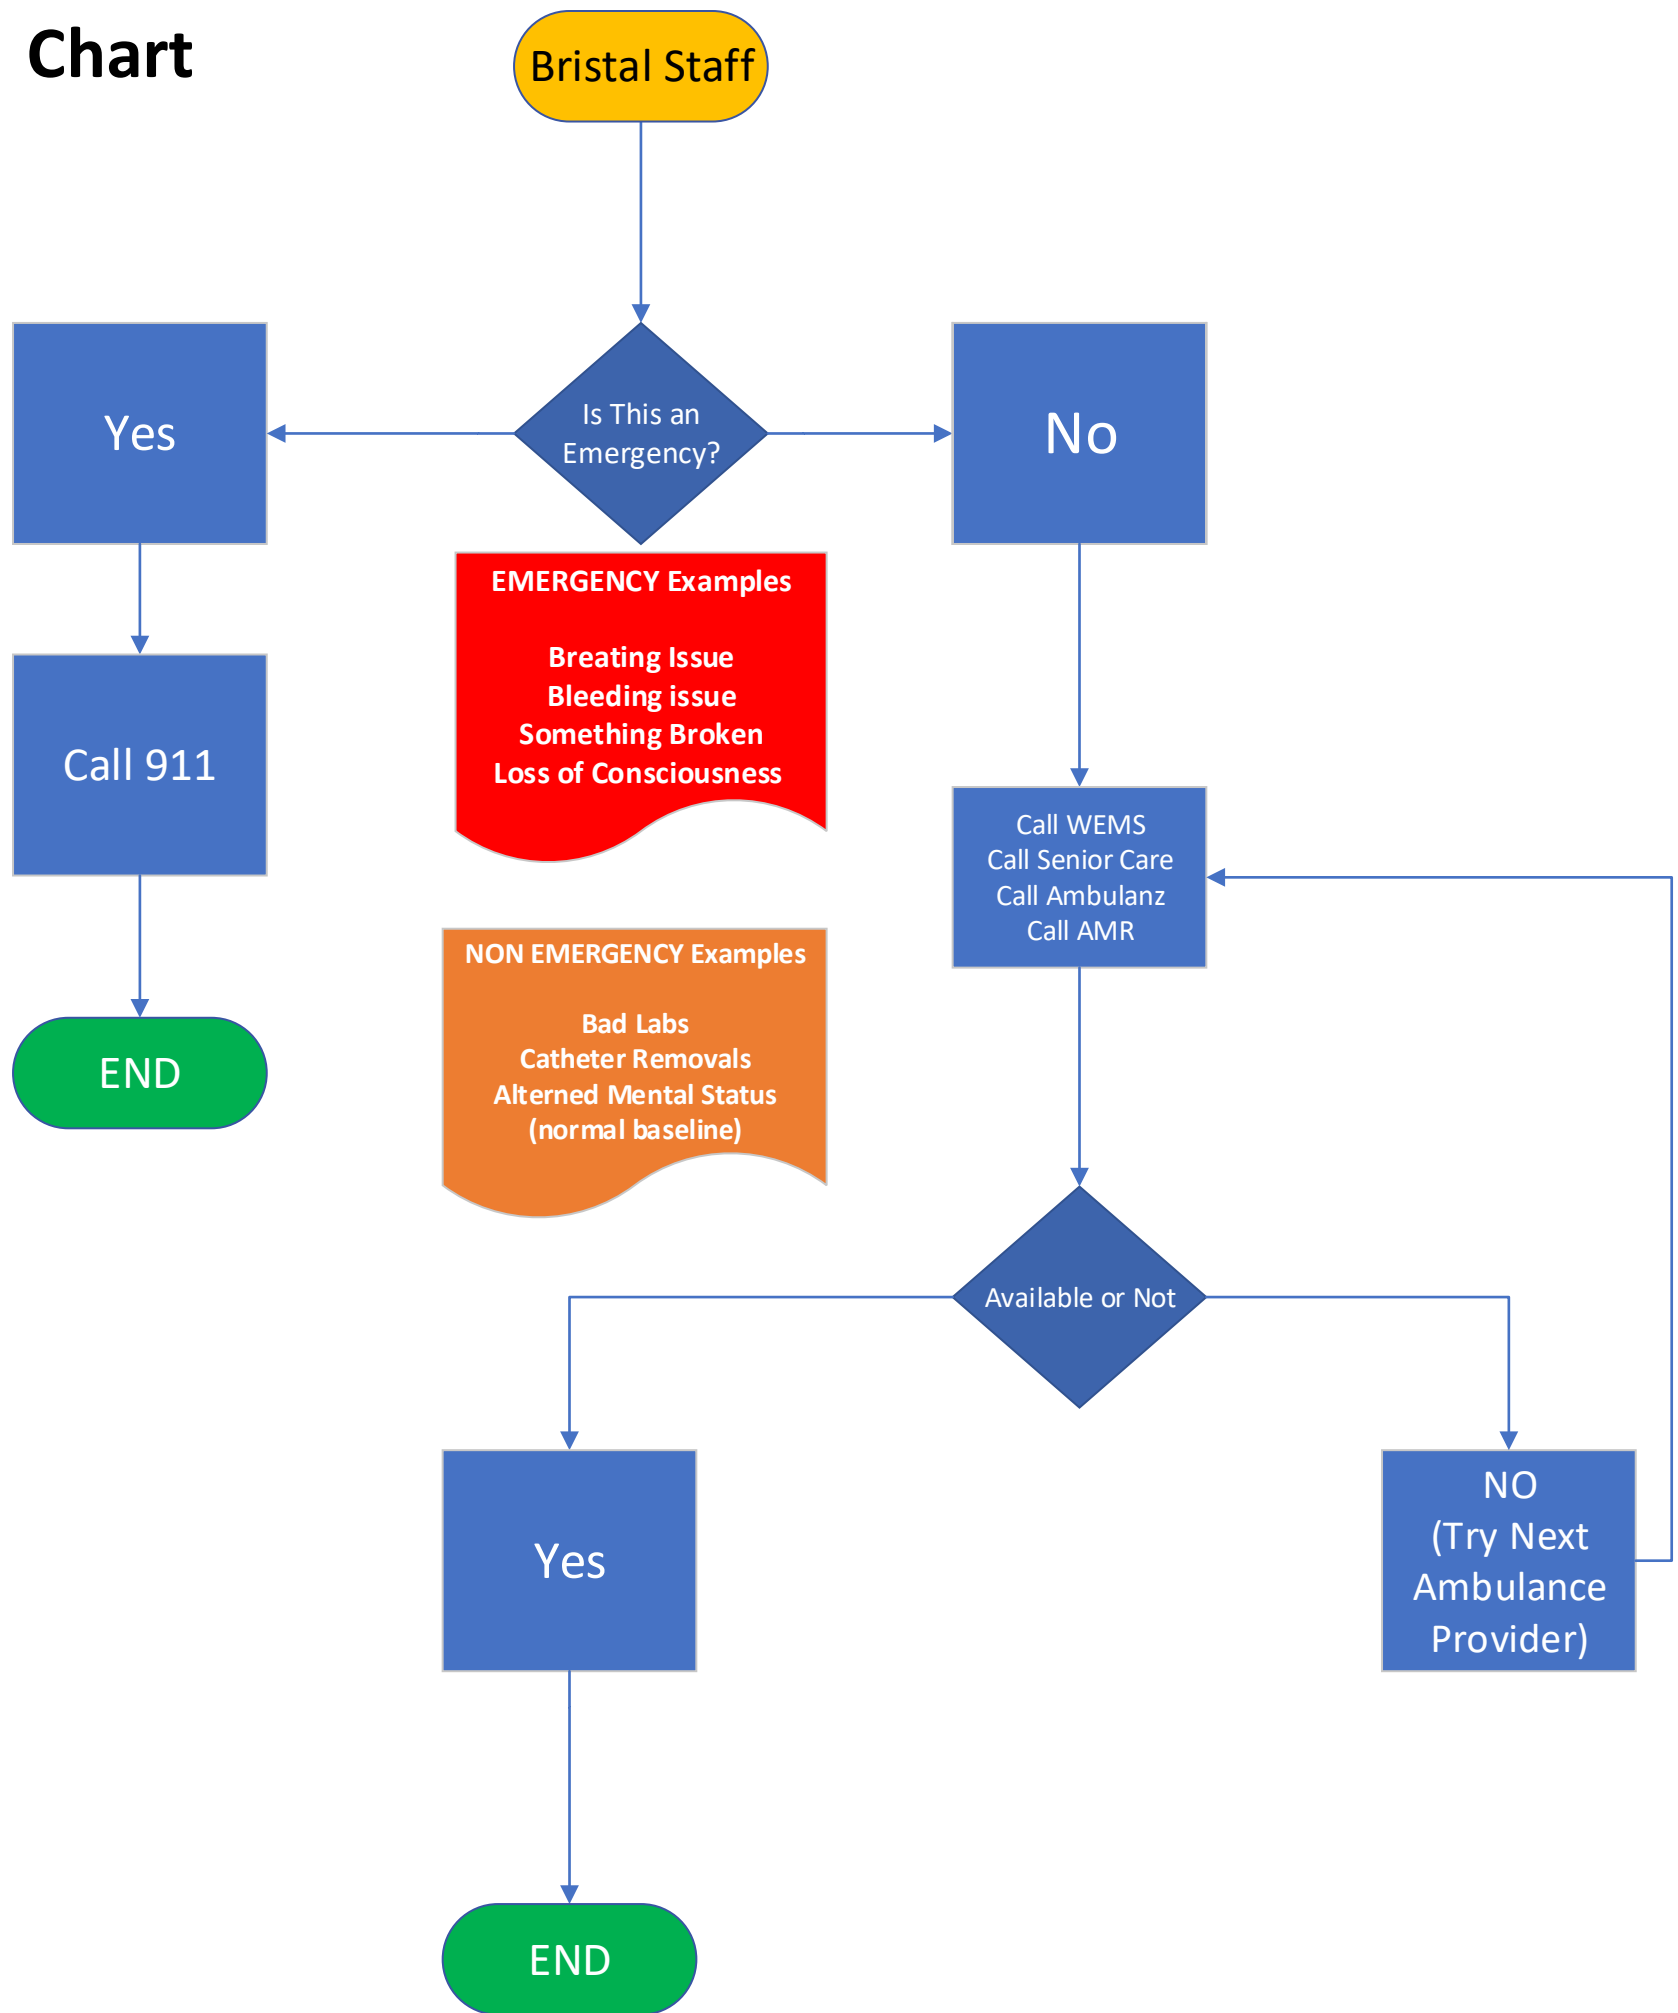 Chart
Bristal Staff
Yes
Is This an
Emergency?
No
EMERGENCY Examples
Breating Issue
Bleeding issue
Something Broken
Loss of Consciousness
Call 911
Call WEMS
Call Senior Care
Call Ambulanz
Call AMR
NON EMERGENCY Examples
Bad Labs
Catheter Removals
Alterned Mental Status
(normal baseline)
END
Available or Not
Yes
NO
(Try Next
Ambulance
Provider)
END